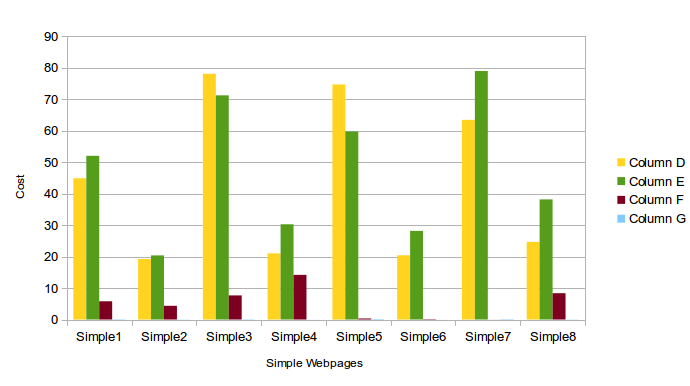 90
80
70
60
50
40
30
20
10
0
Cost
Simple1 Simple2 Simple3 Simple4 Simple5 Simple6 Simple7 Simple8
Simple Webpages
Column D
Column E
Column F
Column G